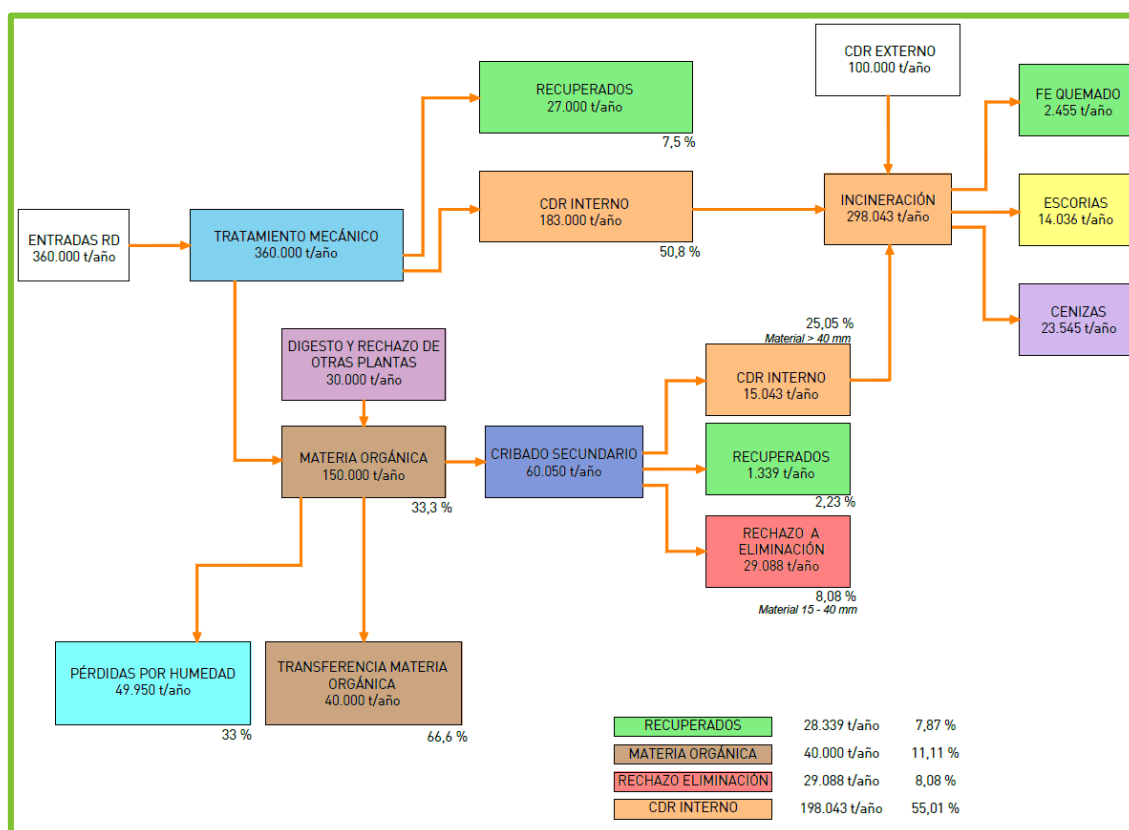 CDR EXTERNO
100.000 t/año
RECUPERADOS
27.000 t/año
7,5 %
FE QUEMADO
2.455 t/año
CDR INTERNO
183.000 t/año
50,8 %
INCINERACIÓN
298.043 t/año
ESCORIAS
14.036 t/año
ENTRADAS RD
360.000 t/año
TRATAMIENTO MECÁNICO
360.000 t/año
CENIZAS
23.545 t/año
DIGESTO Y RECHAZO DE
OTRAS PLANTAS
30.000 t/año
25,05 %
Material > 40 mm
CDR INTERNO
15.043 t/año
MATERIA ORGÁNICA
150.000 t/año
33,3 %
CRIBADO SECUNDARIO
60.050 t/año
RECUPERADOS
1.339 t/año
2,23 %
RECHAZO A
ELIMINACIÓN
29.088 t/año
8,08 %
Material 15 - 40 mm
PÉRDIDAS POR HUMEDAD
49.950 t/año
33 %
TRANSFERENCIA MATERIA
ORGÁNICA
40.000 t/año
66,6 %
RECUPERADOS 28.339 t/año 7,87 %
MATERIA ORGÁNICA 40.000 t/año 11,11 %
RECHAZO ELIMINACIÓN 29.088 t/año 8,08 %
CDR INTERNO 198.043 t/año 55,01 %